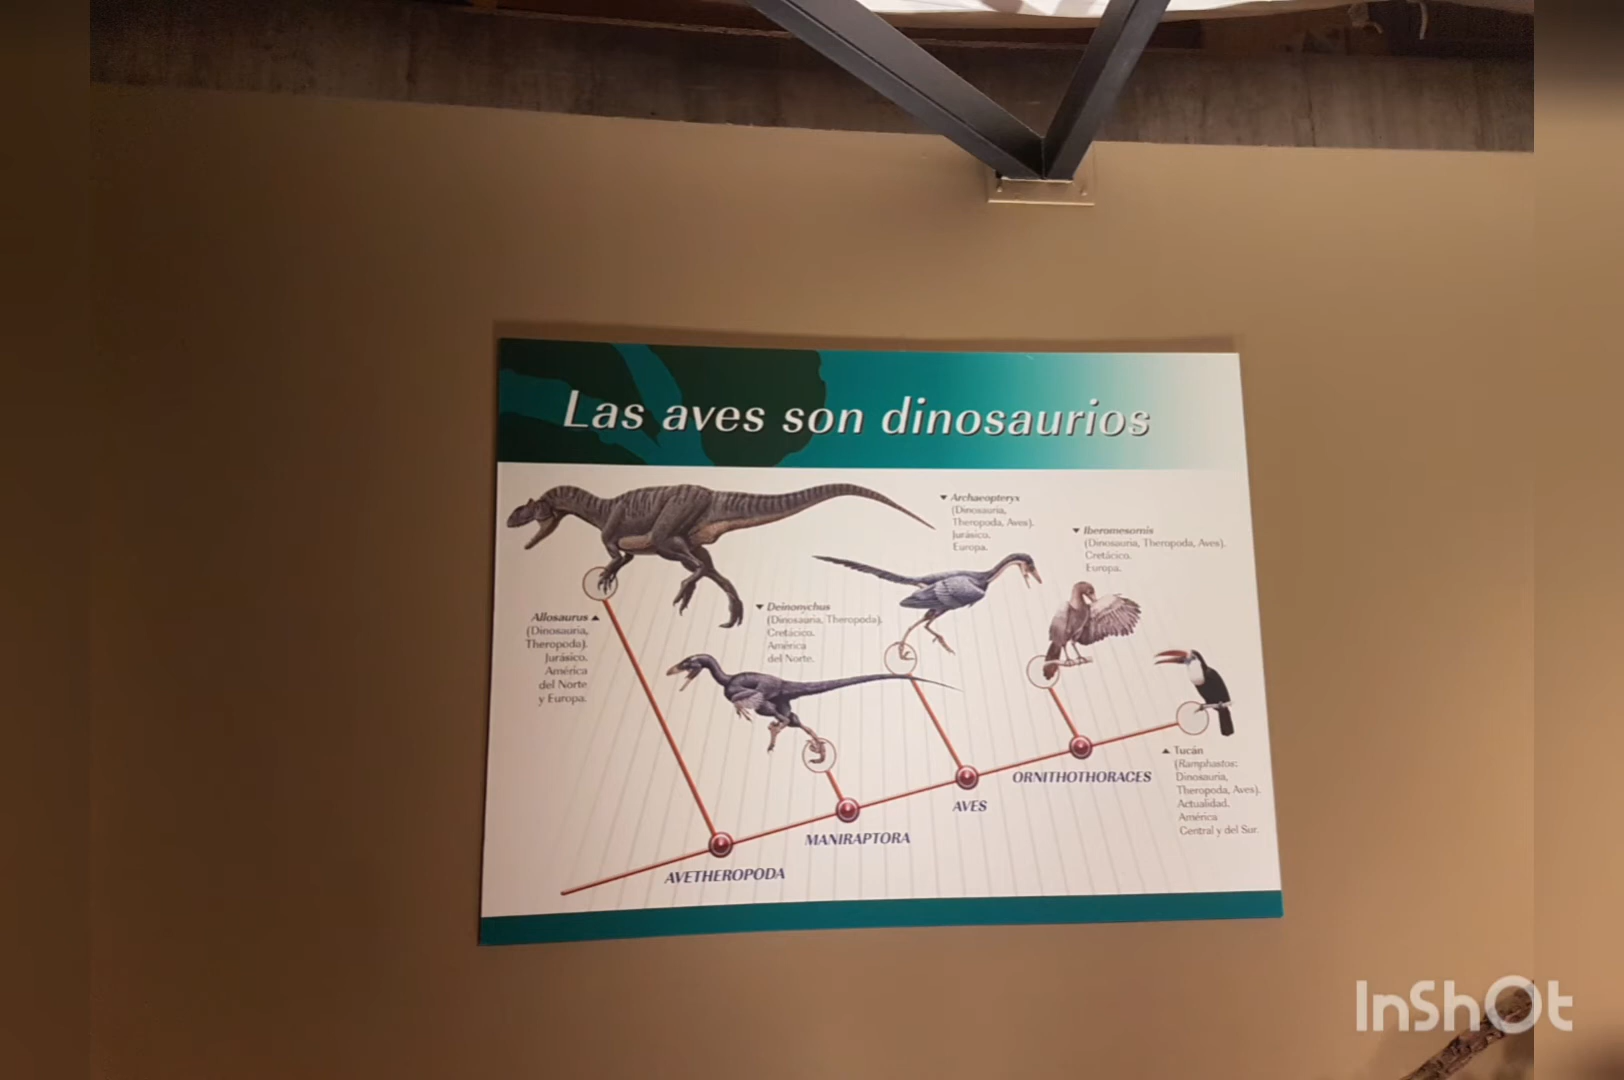 Las aves son dinosaurios
▼ Archaeopteryx
(Dinosauria,
Theropoda, Aves).
Jurásico.
Europa.
▼ Iberomesornis
(Dinosauria, Theropoda, Aves).
Cretácico.
Europa.
Allosaurus ▲
(Dinosauria,
Theropoda).
Jurásico.
América
del Norte
y Europa.
▼ Deinonychus
(Dinosauria, Theropoda).
Cretácico.
América
del Norte.
▲ Tucán
(Ramphastos:
Dinosauria,
Theropoda, Aves).
Actualidad.
América
Central y del Sur.
ORNITHOTHORACES
AVES
MANIRAPTORA
AVETHEROPODA
InShOt